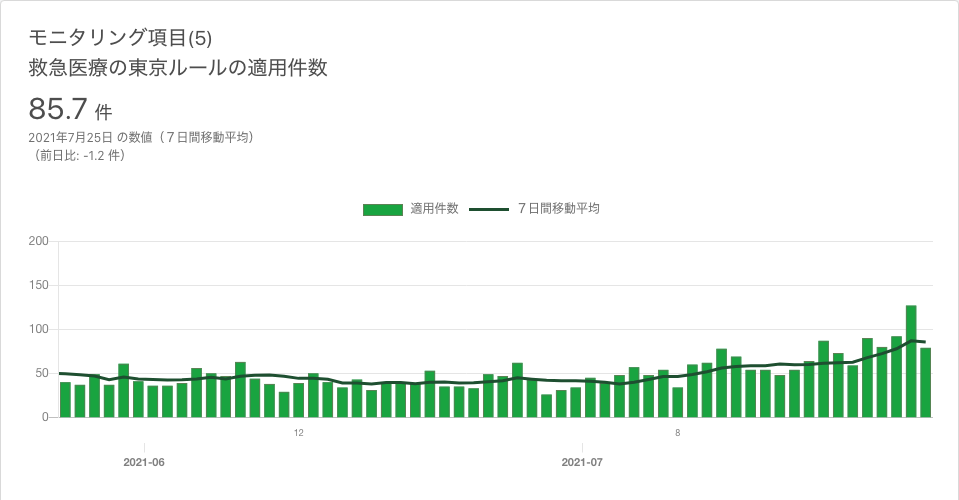 モニタリング項目(5)
救急医療の東京ルールの適用件数
85.7 件
2021年7月25日 の数値（７日間移動平均）
（前日比: -1.2 件）
適用件数 ７日間移動平均
200
150
100
50
0
12 8
2021-06 2021-07